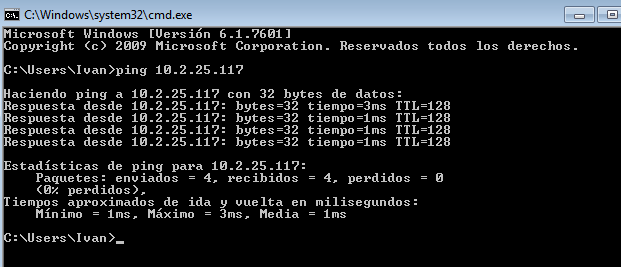 C:\Windows\system32\cmd.exe
Microsoft Windows [Versión 6.1.7601]
Copyright (c) 2009 Microsoft Corporation. Reservados todos los derechos.
C:\Users\Ivan>ping 10.2.25.117
Haciendo ping a 10.2.25.117 con 32 bytes de datos:
Respuesta desde 10.2.25.117: bytes=32 tiempo=3ms TTL=128
Respuesta desde 10.2.25.117: bytes=32 tiempo=1ms TTL=128
Respuesta desde 10.2.25.117: bytes=32 tiempo=1ms TTL=128
Respuesta desde 10.2.25.117: bytes=32 tiempo=1ms TTL=128
Estadísticas de ping para 10.2.25.117:
Paquetes: enviados = 4, recibidos = 4, perdidos = 0
(0% perdidos),
Tiempos aproximados de ida y vuelta en milisegundos:
Mínimo = 1ms, Máximo = 3ms, Media = 1ms
C:\Users\Ivan>_